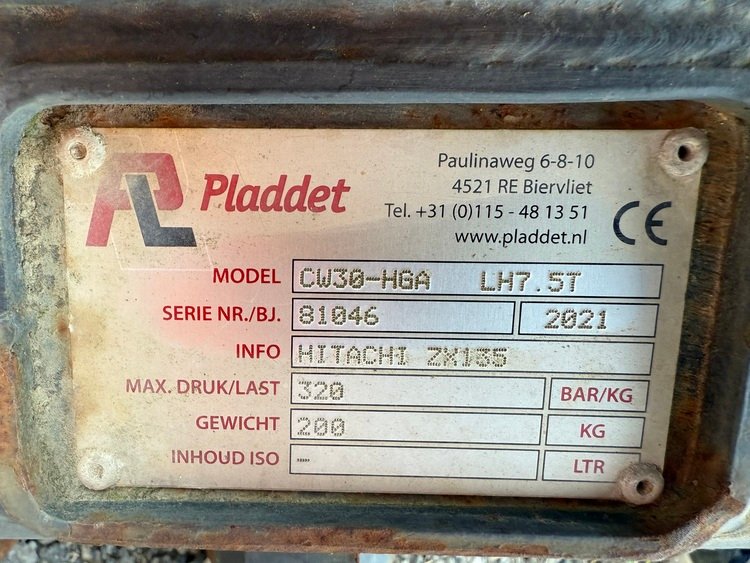 PL Pladdet
Paulinaweg 6-8-10
4521 RE Biervliet
Tel. +31 (0)115 - 48 13 51
www.pladdet.nl
CE
MODEL CW30-HGA LH7.5T
SERIE NR./BJ. 81046 2021
INFO HITACHI ZX135
MAX. DRUK/LAST 320 BAR/KG
GEWICHT 200 KG
INHOUD ISO — LTR